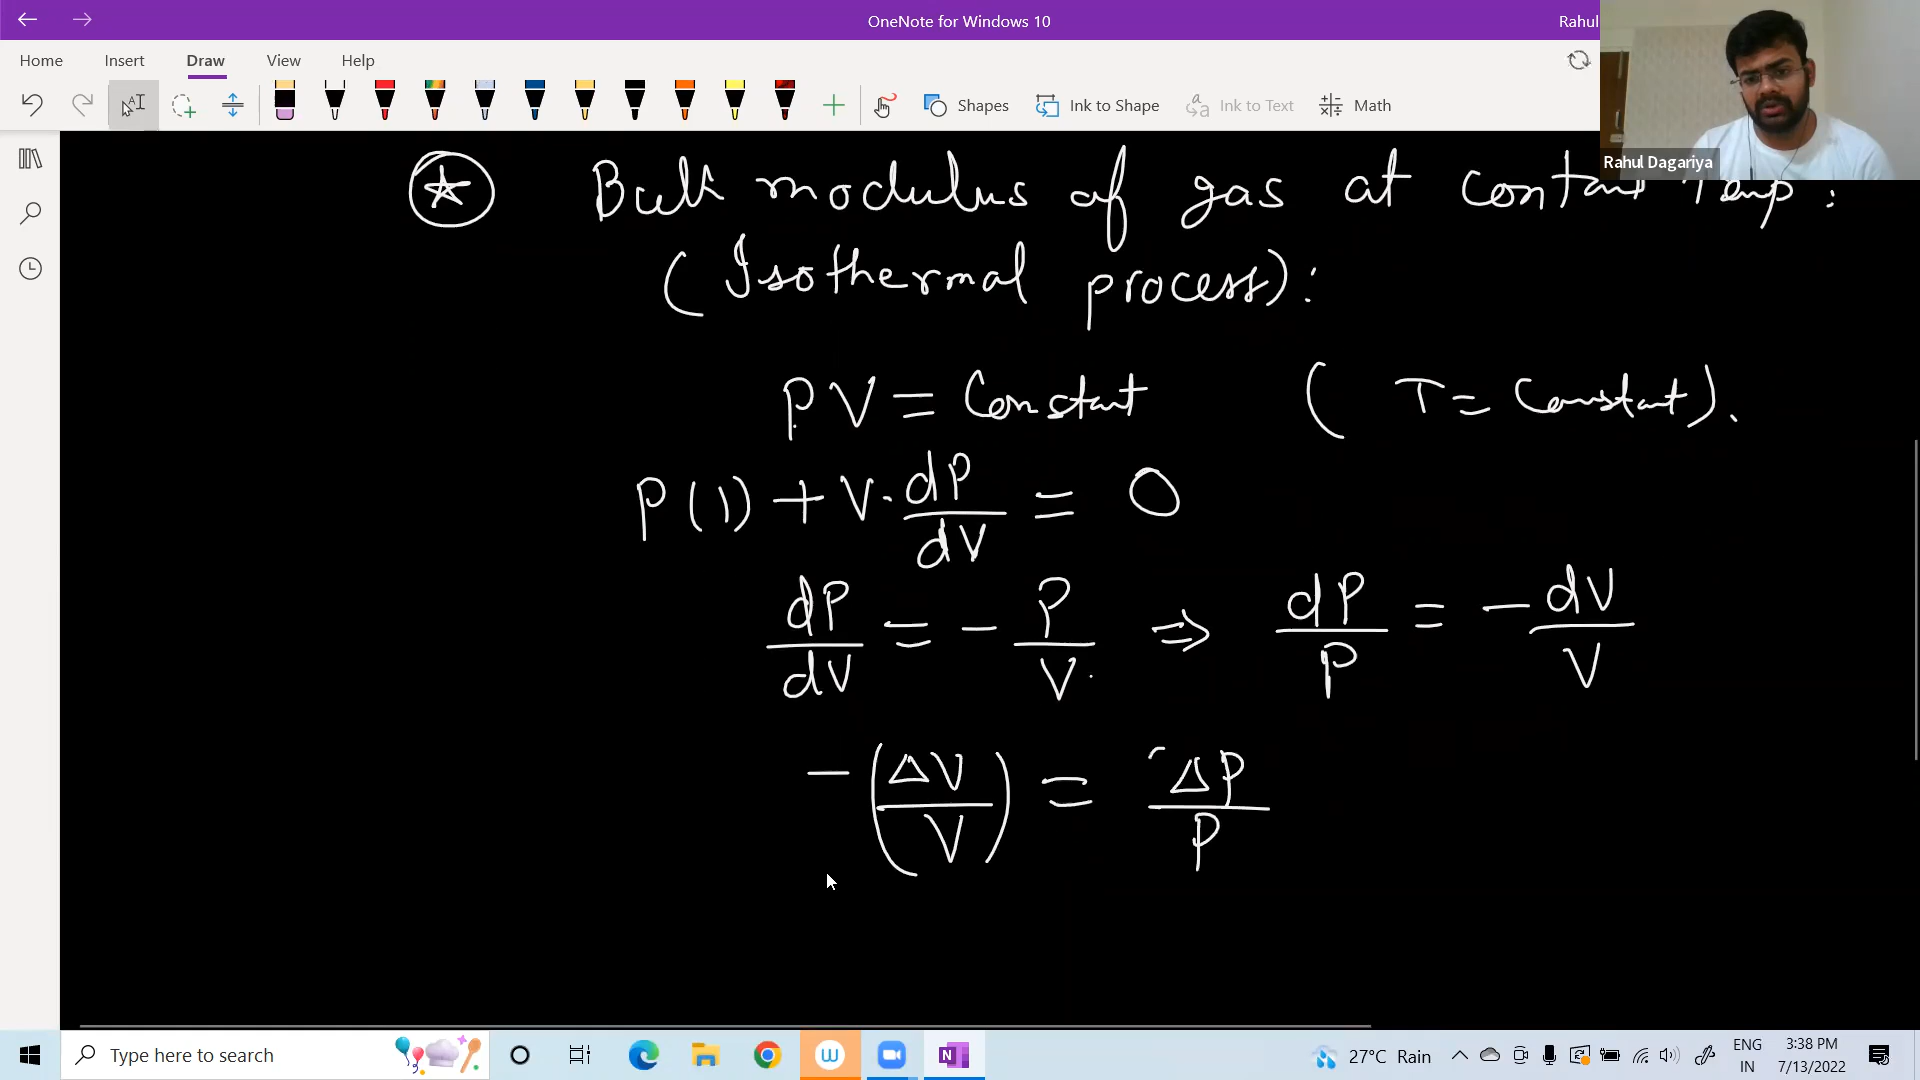 OneNote for Windows 10
Rahul
Home Insert Draw View Help
Shapes Ink to Shape Ink to Text Math
Rahul Dagariya
Bulk modulus of gas at contant Temp:
(Isothermal process):
PV = Constant (T = Constant).
P(1) + V. dP/dV = 0
dP/dV = - P/V. ⇒ dP/P = - dV/V
- (ΔV/V) = ΔP/P
Type here to search
27°C Rain
ENG
IN
3:38 PM
7/13/2022